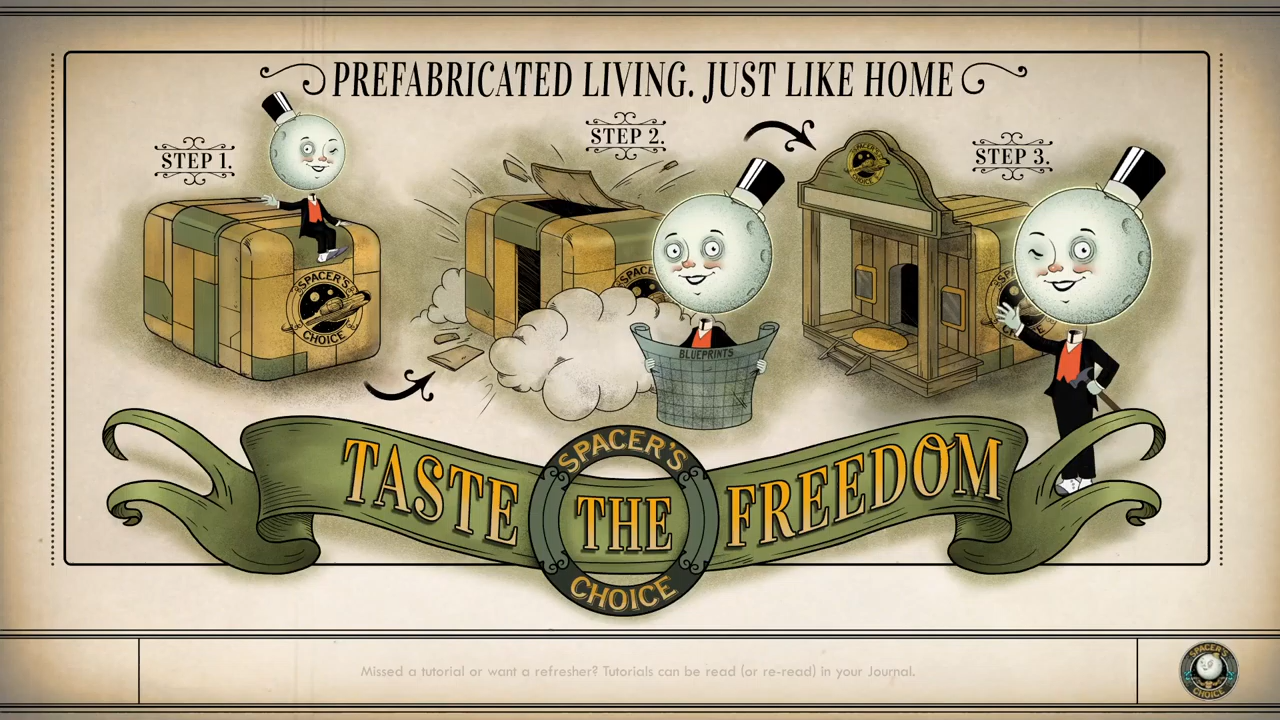 PREFABRICATED LIVING. JUST LIKE HOME
STEP 1.
STEP 2.
STEP 3.
SPACER'S
CHOICE
SPACER'S
BLUEPRINTS
SPACER'S
CHOICE
SPACER'S
TASTE THE FREEDOM
CHOICE
Missed a tutorial or want a refresher? Tutorials can be read (or re-read) in your Journal.
SPACER'S
CHOICE